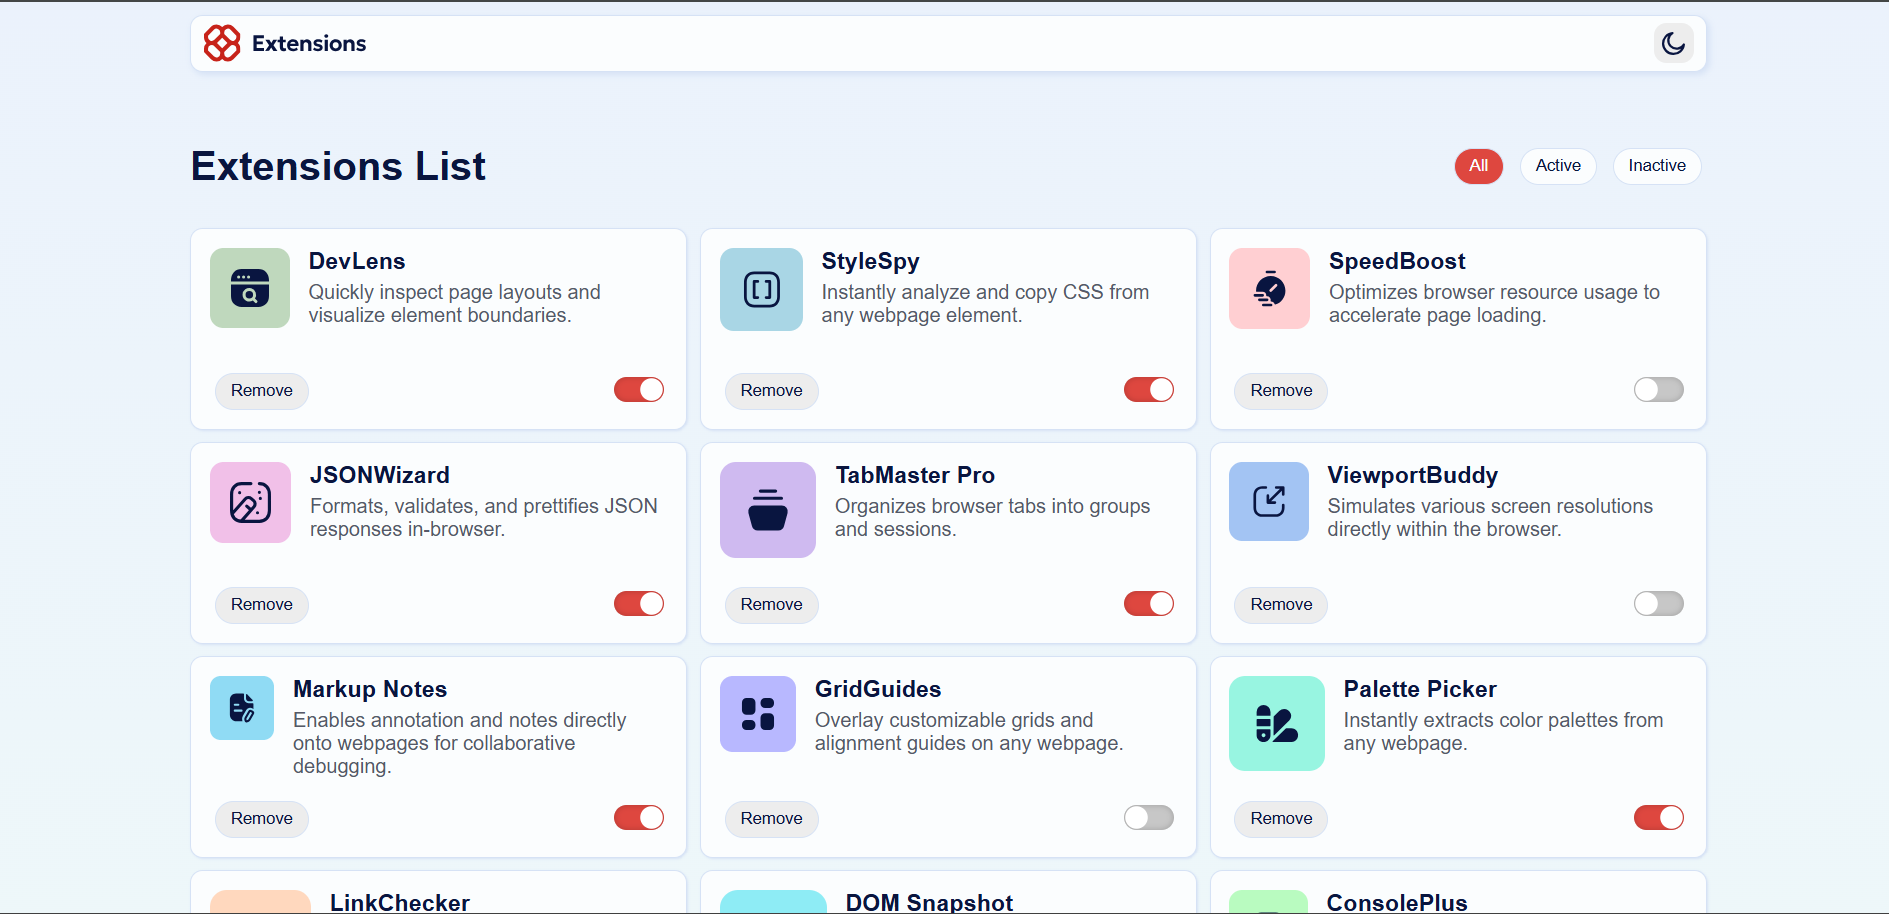 Extensions
Extensions List
All
Active
Inactive
DevLens
Quickly inspect page layouts and
visualize element boundaries.
Remove
StyleSpy
Instantly analyze and copy CSS from
any webpage element.
Remove
SpeedBoost
Optimizes browser resource usage to
accelerate page loading.
Remove
JSONWizard
Formats, validates, and prettifies JSON
responses in-browser.
Remove
TabMaster Pro
Organizes browser tabs into groups
and sessions.
Remove
ViewportBuddy
Simulates various screen resolutions
directly within the browser.
Remove
Markup Notes
Enables annotation and notes directly
onto webpages for collaborative
debugging.
Remove
GridGuides
Overlay customizable grids and
alignment guides on any webpage.
Remove
Palette Picker
Instantly extracts color palettes from
any webpage.
Remove
LinkChecker
DOM Snapshot
ConsolePlus